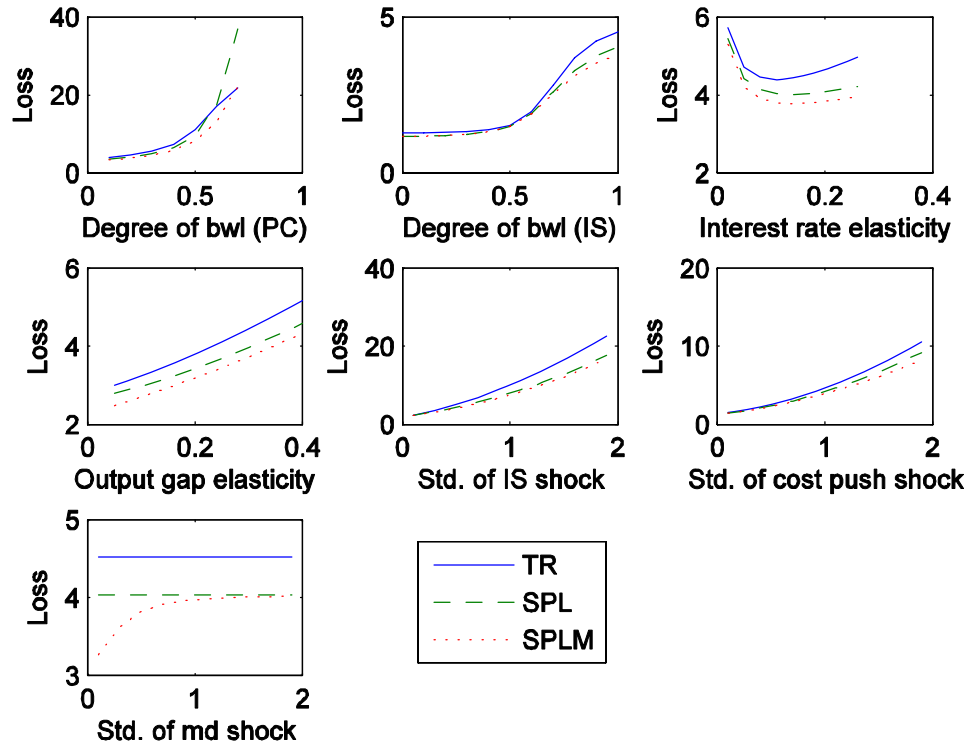 Loss
40
20
0
0
0.5
1
Degree of bwl (PC)
Loss
5
0
0
0.5
1
Degree of bwl (IS)
Loss
6
4
2
0
0.2
0.4
Interest rate elasticity
Loss
6
4
2
0
0.2
0.4
Output gap elasticity
Loss
40
20
0
0
1
2
Std. of IS shock
Loss
20
10
0
0
1
2
Std. of cost push shock
Loss
5
4
3
0
1
2
Std. of md shock
TR
SPL
SPLM